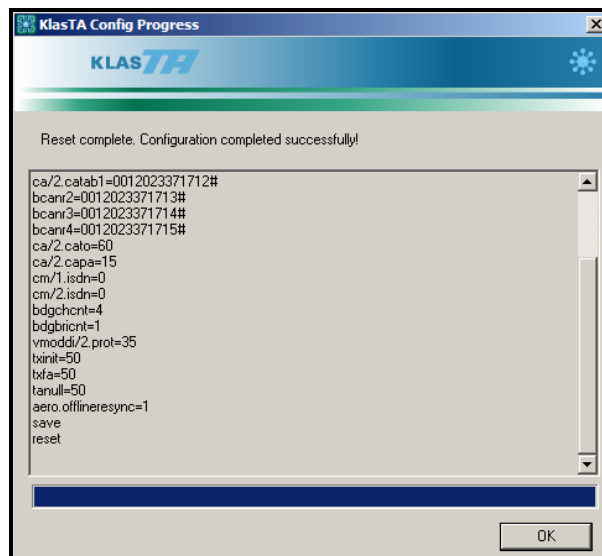 KlasTA Config Progress
KLASTA
Reset complete. Configuration completed successfully!
ca/2.catab1=0012023371712#
bcanr2=0012023371713#
bcanr3=0012023371714#
bcanr4=0012023371715#
ca/2.cato=60
ca/2.capa=15
cm/1.isdn=0
cm/2.isdn=0
bdgchcnt=4
bdgbricnt=1
vmoddi/2.prot=35
txinit=50
txfa=50
tanull=50
aero.offlineresync=1
save
reset
OK